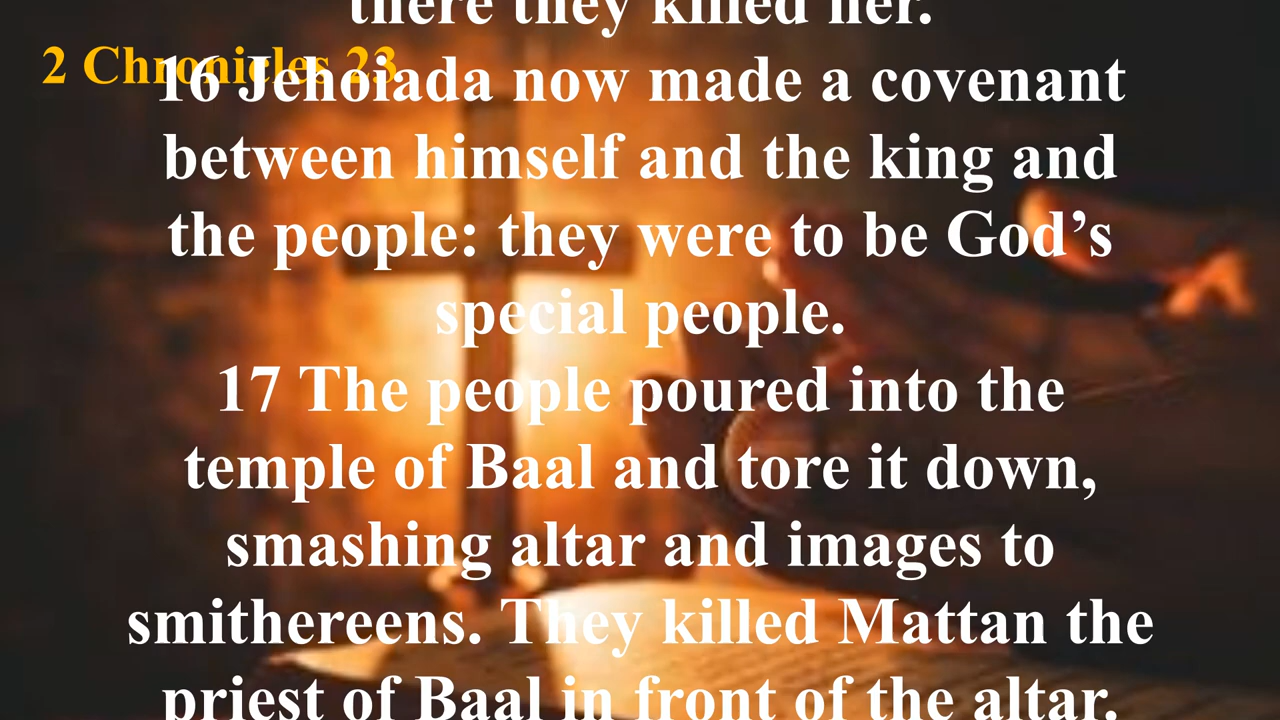 there they killed her.
2 Chronicles 23
16 Jehoiada now made a covenant
between himself and the king and
the people: they were to be God’s
special people.
17 The people poured into the
temple of Baal and tore it down,
smashing altar and images to
smithereens. They killed Mattan the
priest of Baal in front of the altar.